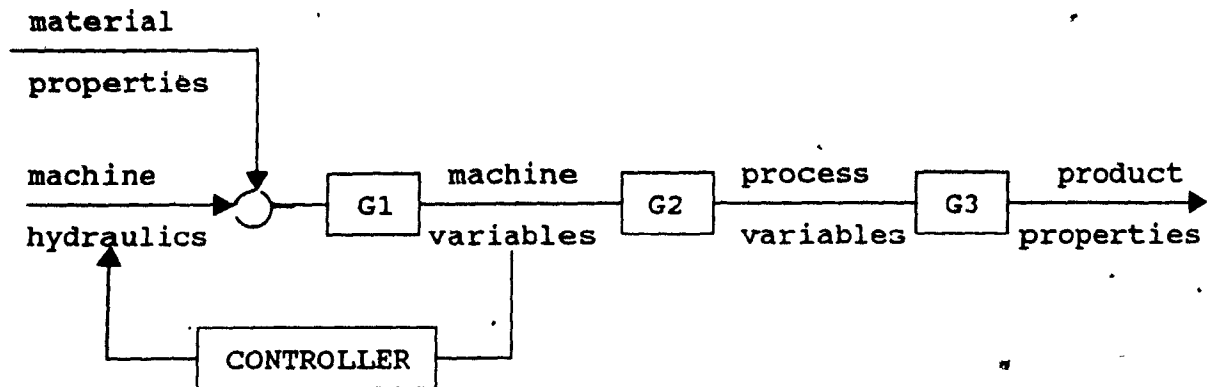 material
properties
machine
hydraulics
G1
machine
variables
G2
process
variables
G3
product
properties
CONTROLLER